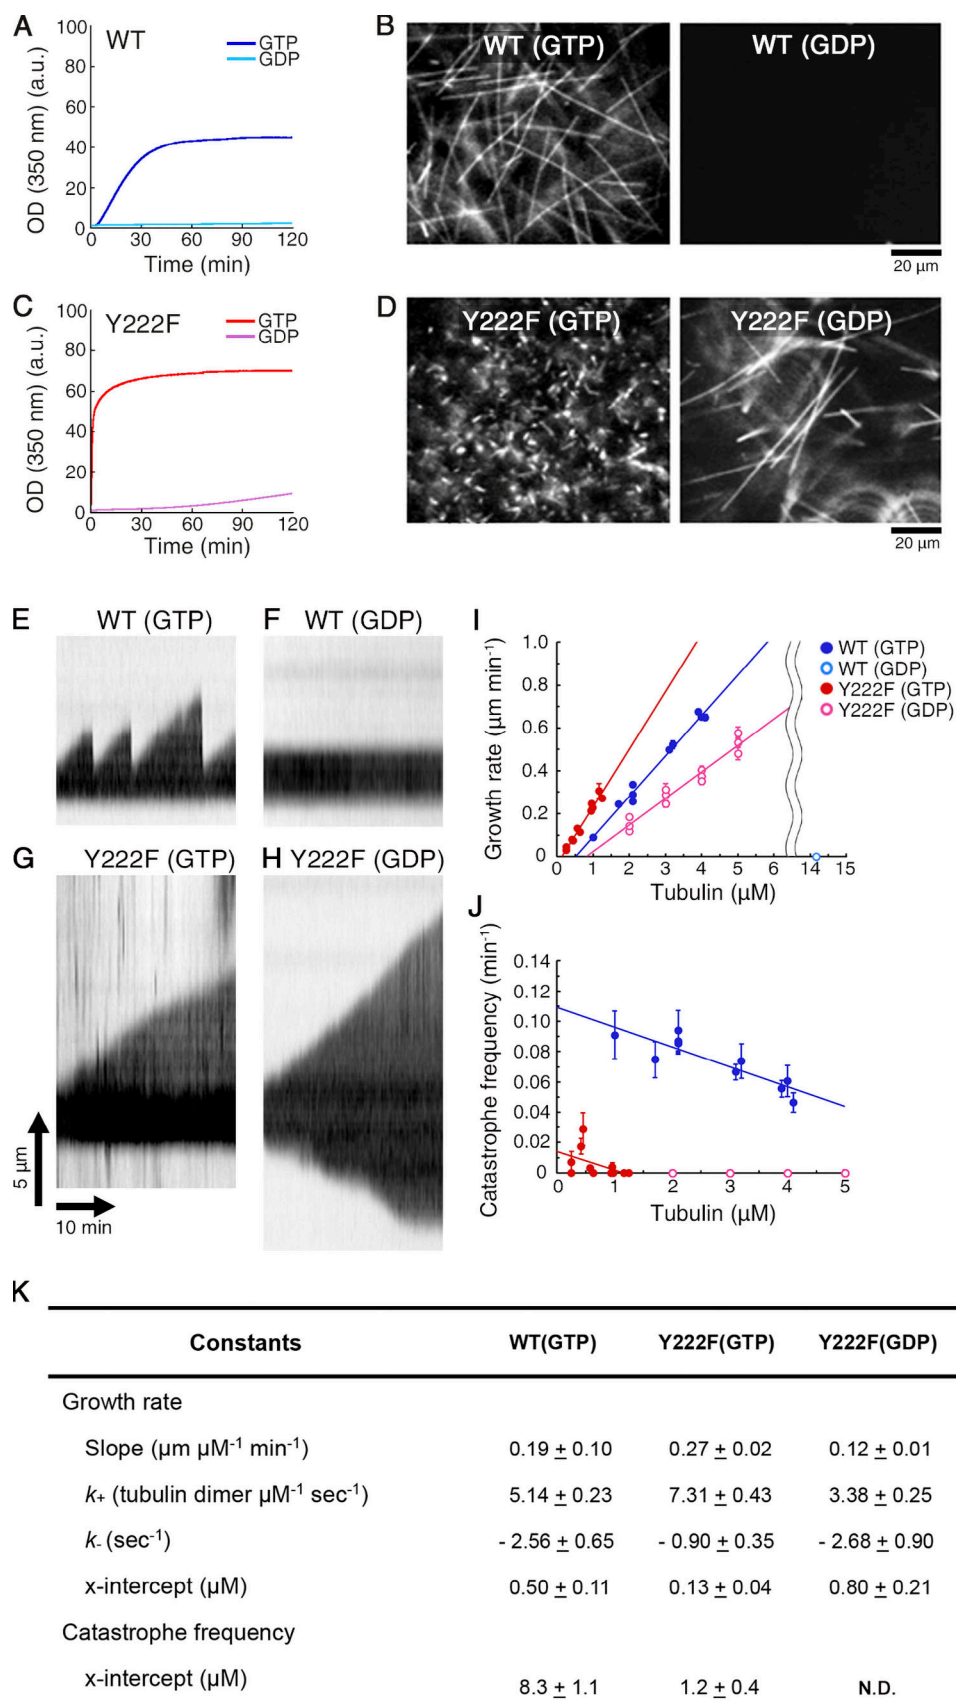 A
WT
OD (350 nm) (a.u.)
100
80
60
40
20
0
GTP
GDP
0 30 60 90 120
Time (min)
B
WT (GTP)
WT (GDP)
20 µm
C
Y222F
OD (350 nm) (a.u.)
100
80
60
40
20
0
GTP
GDP
0 30 60 90 120
Time (min)
D
Y222F (GTP)
Y222F (GDP)
20 µm
E WT (GTP)
F WT (GDP)
G Y222F (GTP)
H Y222F (GDP)
5 µm
10 min
I
Growth rate (µm min⁻¹)
1.0
0.8
0.6
0.4
0.2
0
0 1 2 3 4 5 6 14 15
Tubulin (µM)
WT (GTP)
WT (GDP)
Y222F (GTP)
Y222F (GDP)
J
Catastrophe frequency (min⁻¹)
0.14
0.12
0.10
0.08
0.06
0.04
0.02
0
0 1 2 3 4 5
Tubulin (µM)
K
Constants WT(GTP) Y222F(GTP) Y222F(GDP)
Growth rate
Slope (µm µM⁻¹ min⁻¹) 0.19 ± 0.10 0.27 ± 0.02 0.12 ± 0.01
k₊ (tubulin dimer µM⁻¹ sec⁻¹) 5.14 ± 0.23 7.31 ± 0.43 3.38 ± 0.25
k₋ (sec⁻¹) - 2.56 ± 0.65 - 0.90 ± 0.35 - 2.68 ± 0.90
x-intercept (µM) 0.50 ± 0.11 0.13 ± 0.04 0.80 ± 0.21
Catastrophe frequency
x-intercept (µM) 8.3 ± 1.1 1.2 ± 0.4 N.D.